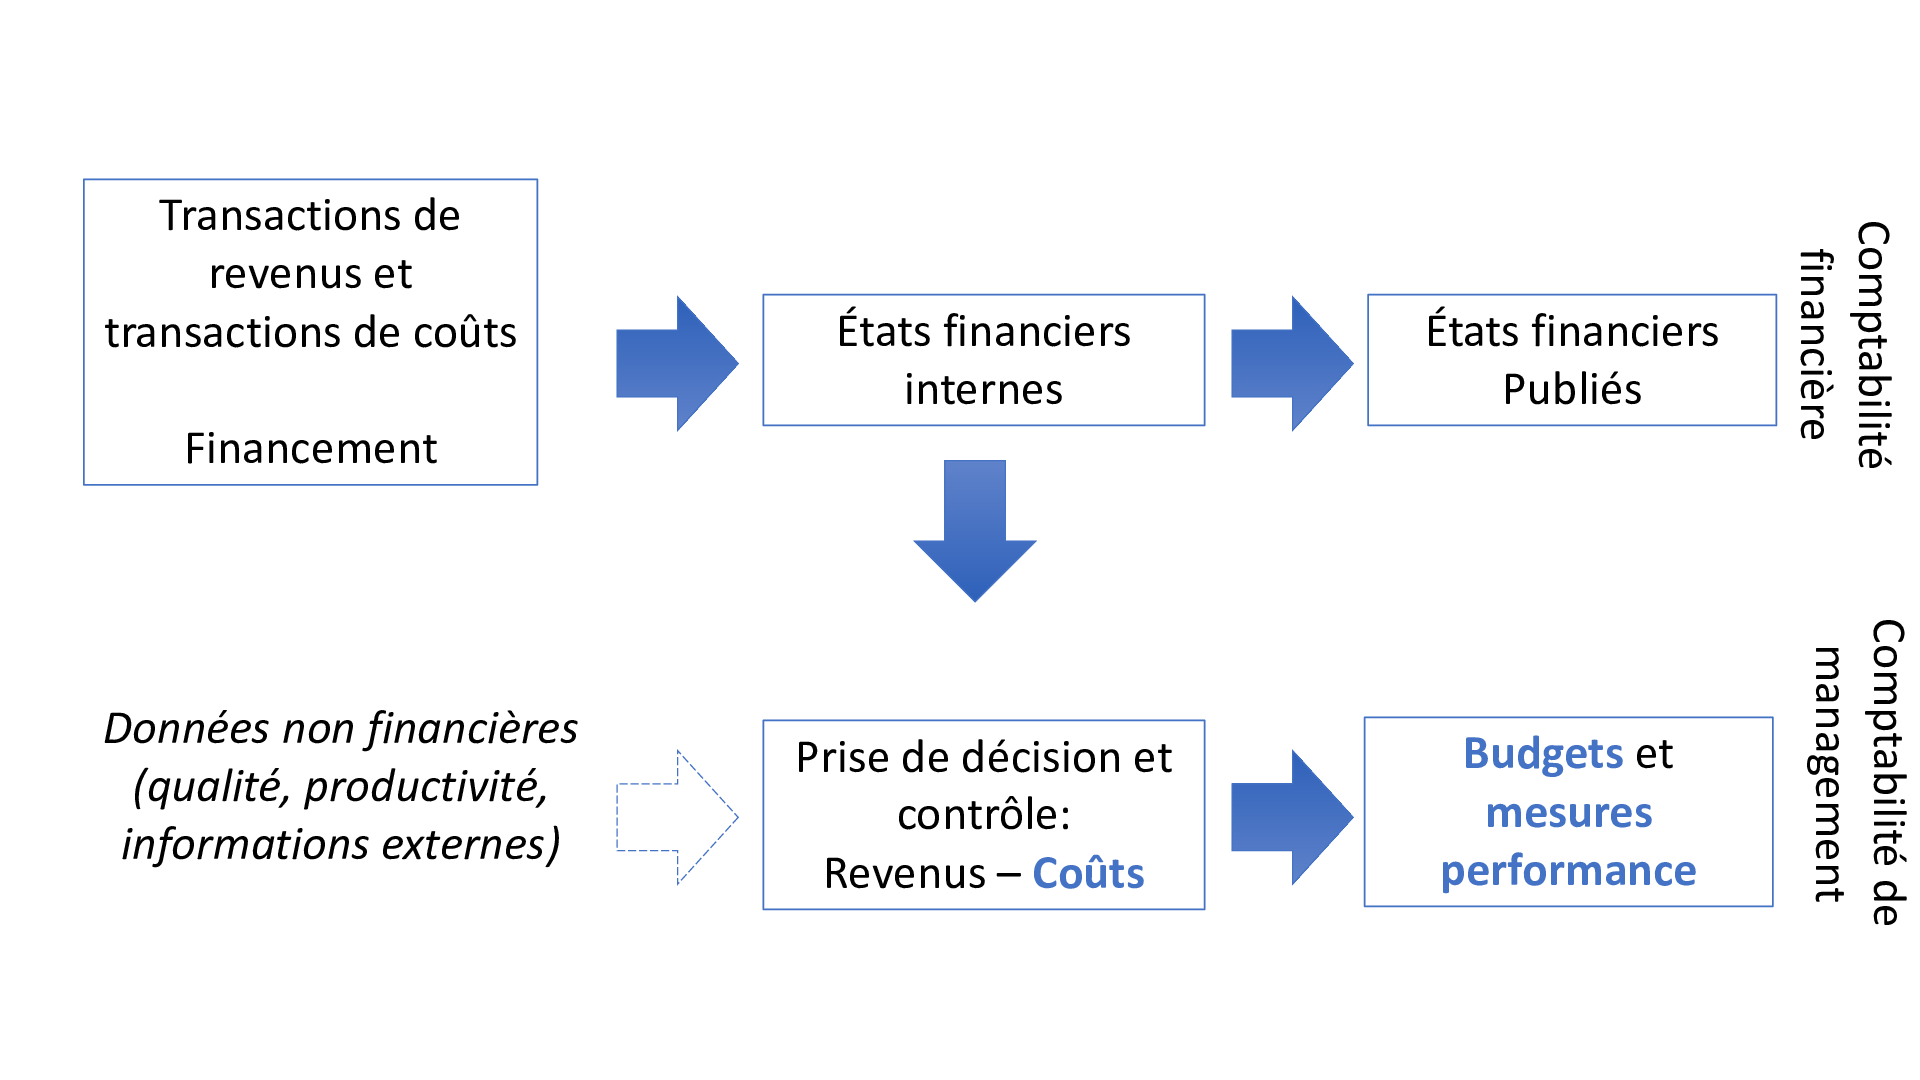 Transactions de
revenus et
transactions de coûts
Financement
États financiers
internes
États financiers
Publiés
Comptabilité
financière
Données non financières
(qualité, productivité,
informations externes)
Prise de décision et
contrôle:
Revenus – Coûts
Budgets et
mesures
performance
Comptabilité de
management